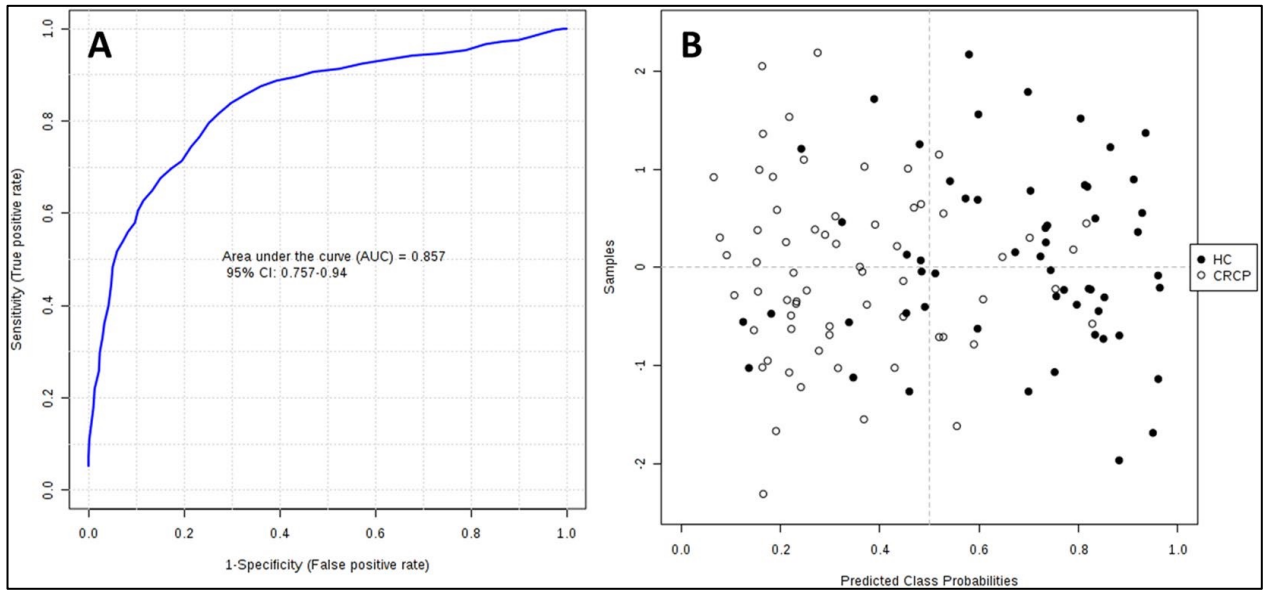 A
Sensitivity (True positive rate)
1.0
0.8
0.6
0.4
0.2
0.0
Area under the curve (AUC) = 0.857
95% CI: 0.757-0.94
0.0 0.2 0.4 0.6 0.8 1.0
1-Specificity (False positive rate)
B
Samples
2
1
0
-1
-2
HC
CRCP
0.0 0.2 0.4 0.6 0.8 1.0
Predicted Class Probabilities